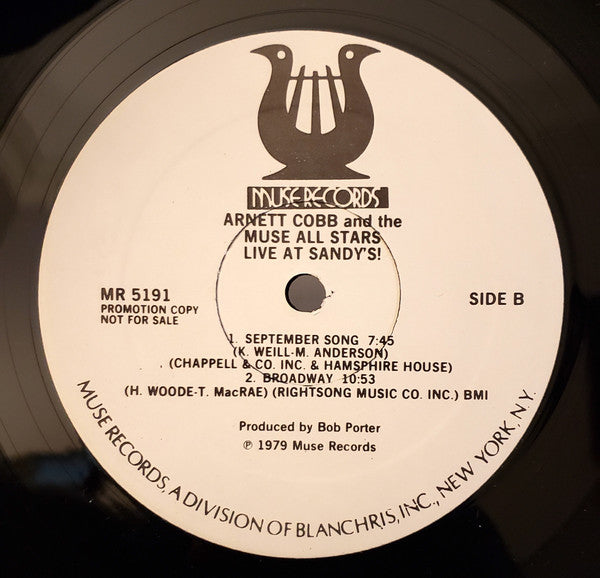 MUSE RECORDS
ARNETT COBB and the
MUSE ALL STARS
LIVE AT SANDY'S!
MR 5191
PROMOTION COPY
NOT FOR SALE
SIDE B
1. SEPTEMBER SONG 7:45
(K. WEILL-M. ANDERSON)
(CHAPPELL & CO. INC. & HAMSPHIRE HOUSE)
2. BROADWAY 10:53
(H. WOODE-T. MacRAE) (RIGHTSONG MUSIC CO. INC.) BMI
Produced by Bob Porter
℗ 1979 Muse Records
MUSE RECORDS, A DIVISION OF BLANCHRIS, INC., NEW YORK, N.Y.